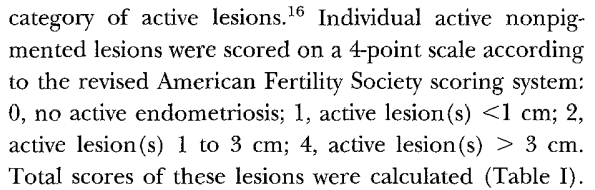 category of active lesions.¹⁶ Individual active nonpig-
mented lesions were scored on a 4-point scale according
to the revised American Fertility Society scoring system:
0, no active endometriosis; 1, active lesion(s) <1 cm; 2,
active lesion(s) 1 to 3 cm; 4, active lesion(s) > 3 cm.
Total scores of these lesions were calculated (Table I).